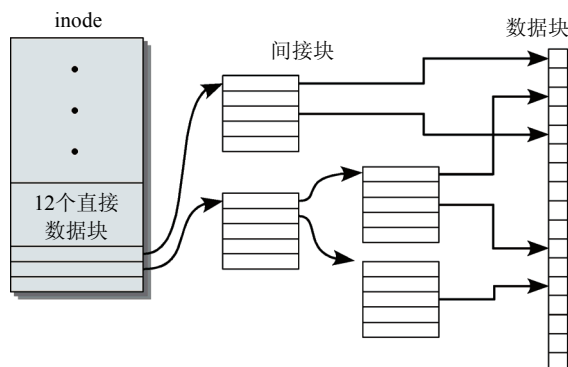 inode
间接块
数据块
12个直接
数据块